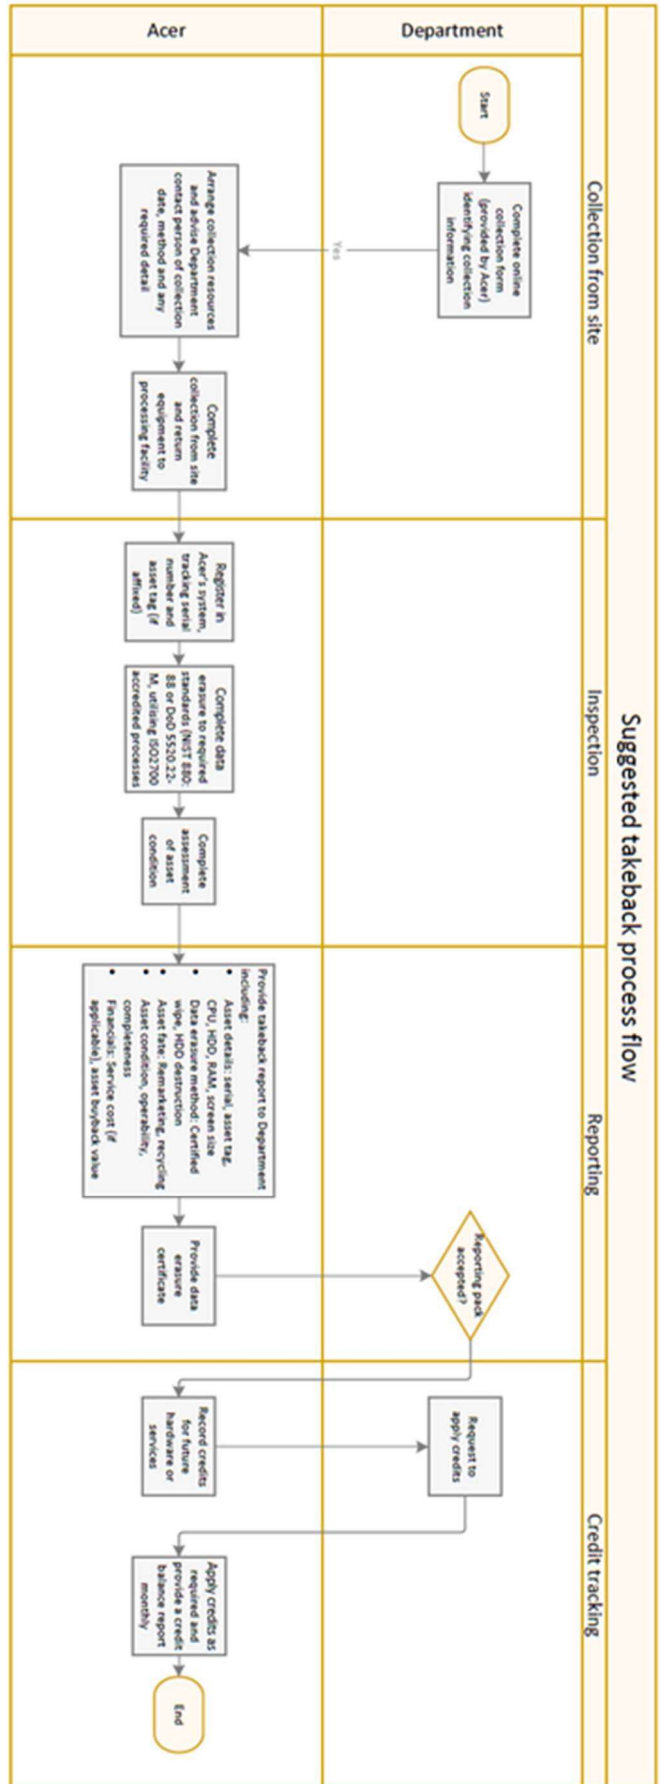 Suggested takeback process flow
Collection from site
Inspection
Reporting
Credit tracking
Department
Acer
Start
Complete online
collection form
(provided by Acer)
identifying collection
information
Yes
Arrange collection resources
and advise Department
contact person of collection
date, method and any
required detail
Complete
collection from site
and return
equipment to
processing facility
Register in
Acer's system,
tracking serial
number and
asset tag (if
affixed)
Complete data
erasure to required
standards (NIST 880:
88 or DoD 5520.22-
M, utilising ISO2700
accredited processes
Complete
assessment
of asset
condition
Provide takeback report to Department
including:
• Asset details: serial, asset tag,
CPU, HDD, RAM, screen size
• Data erasure method: Certified
wipe, HDD destruction
• Asset fate: Remarketing, recycling
• Asset condition, operability,
completeness
• Financials: Service cost (if
applicable), asset buyback value
Provide data
erasure
certificate
Reporting pack
accepted?
Record credits
for future
hardware or
services
Request to
apply credits
Apply credits as
required and
provide a credit
balance report
monthly
End